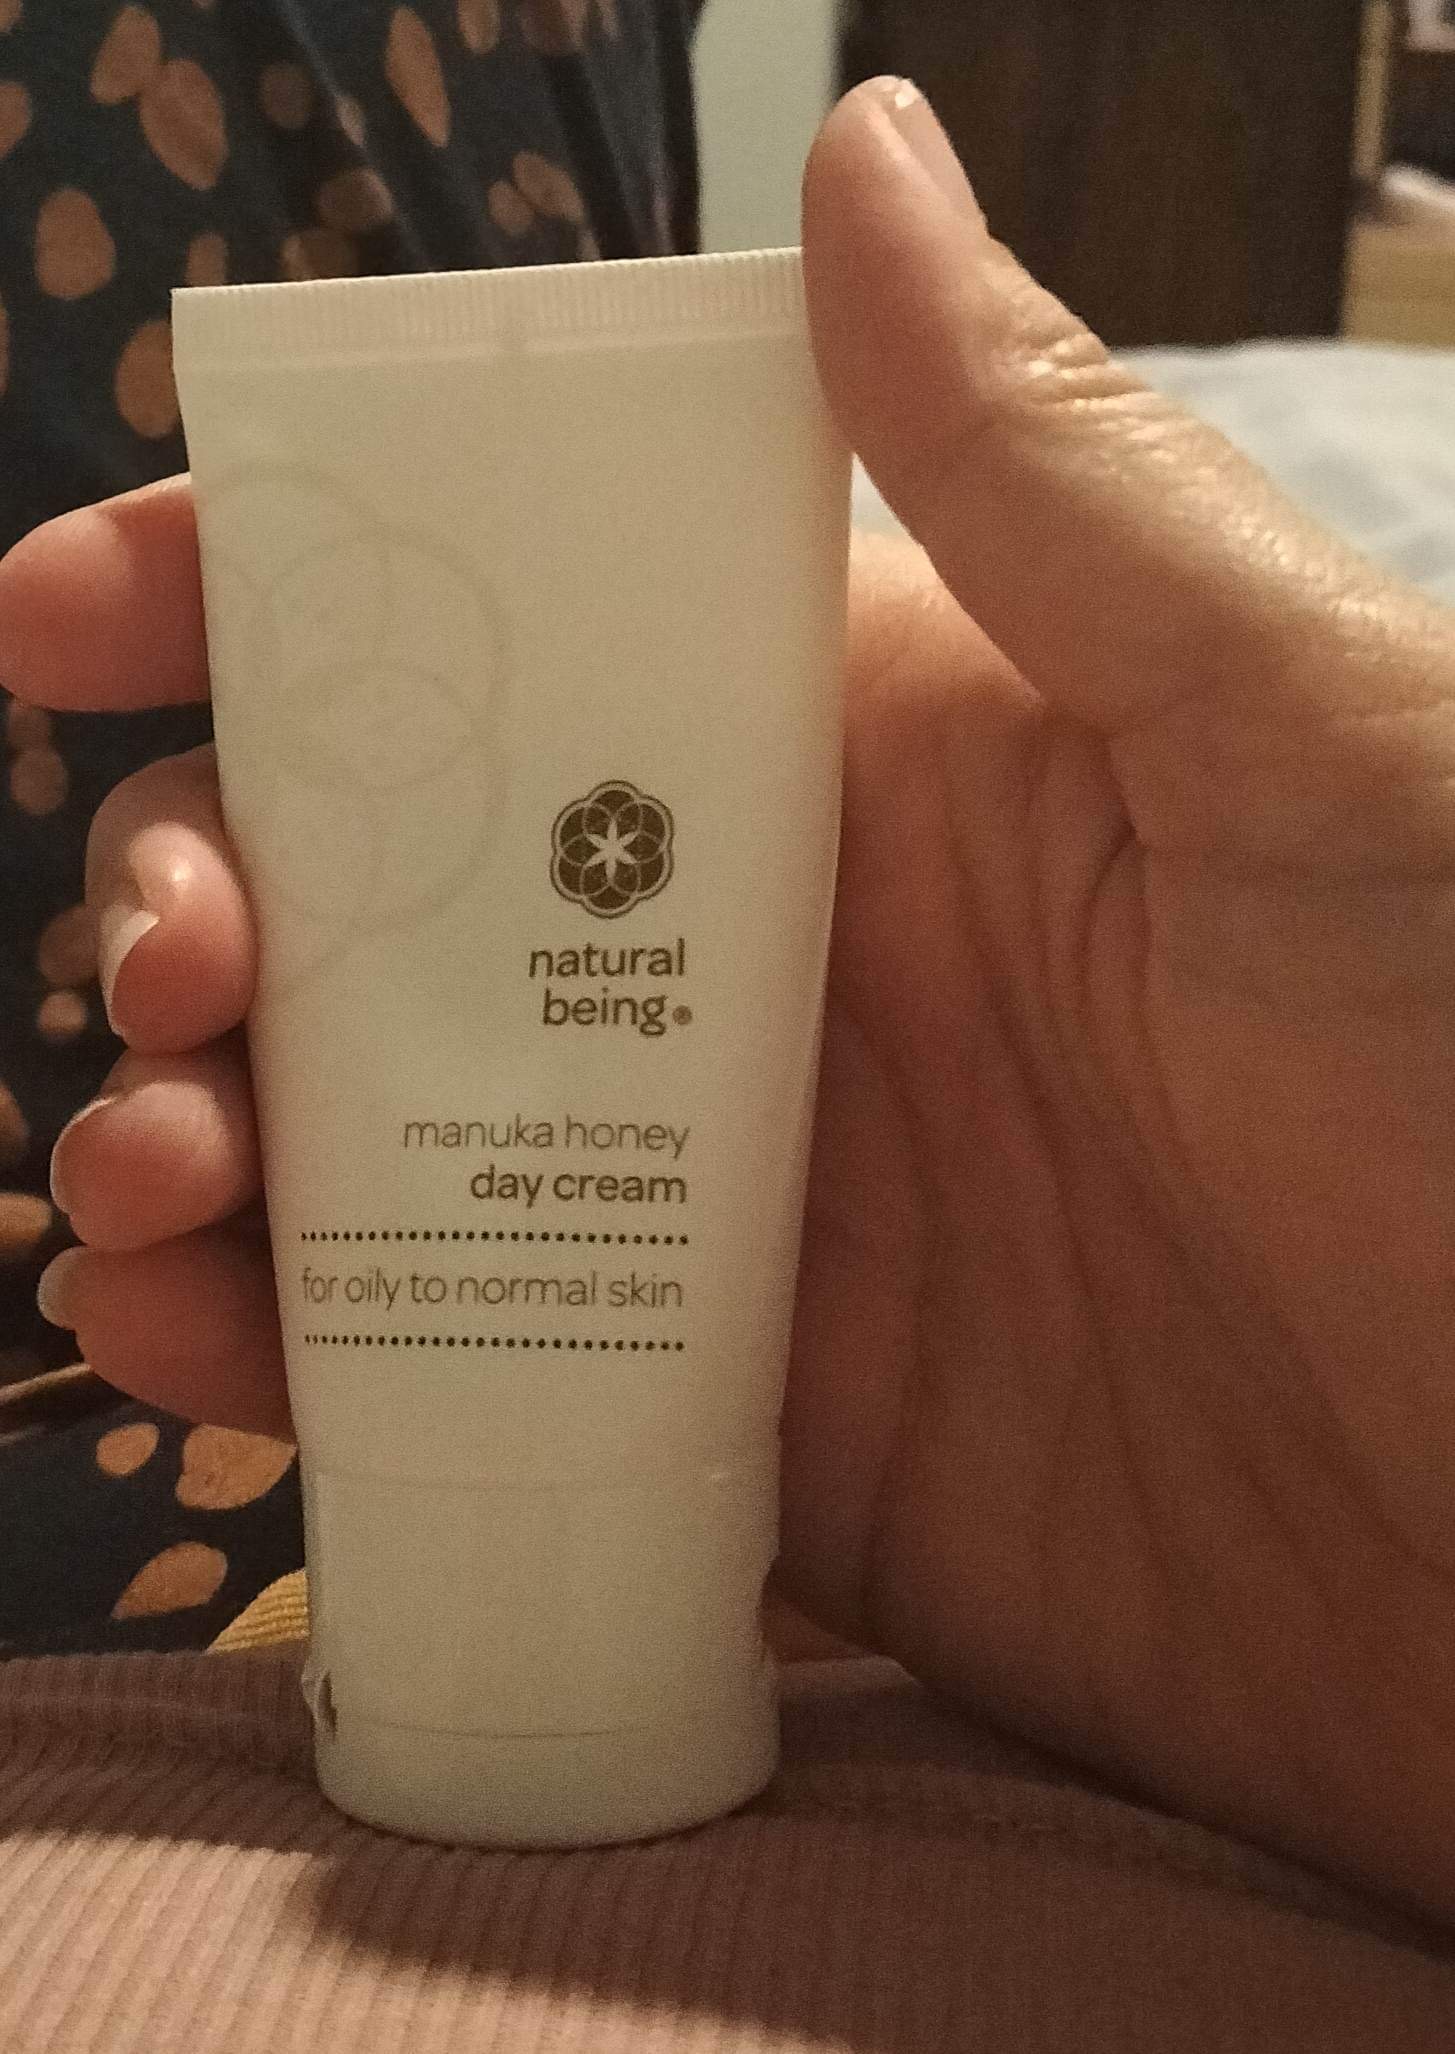 natural
being®
manuka honey
day cream
for oily to normal skin